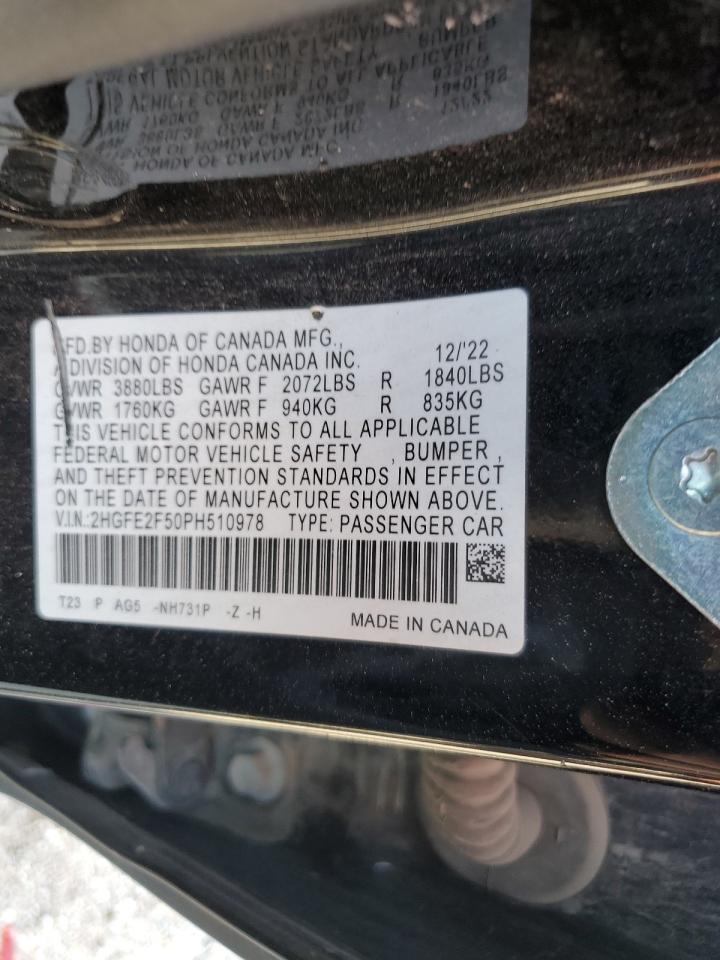 MFD.BY HONDA OF CANADA MFG.,
A DIVISION OF HONDA CANADA INC. 12/'22
GVWR 3880LBS GAWR F 2072LBS R 1840LBS
GVWR 1760KG GAWR F 940KG R 835KG
THIS VEHICLE CONFORMS TO ALL APPLICABLE
FEDERAL MOTOR VEHICLE SAFETY , BUMPER ,
AND THEFT PREVENTION STANDARDS IN EFFECT
ON THE DATE OF MANUFACTURE SHOWN ABOVE.
V.I.N.:2HGFE2F50PH510978 TYPE: PASSENGER CAR
T23 P AG5 -NH731P -Z -H
MADE IN CANADA